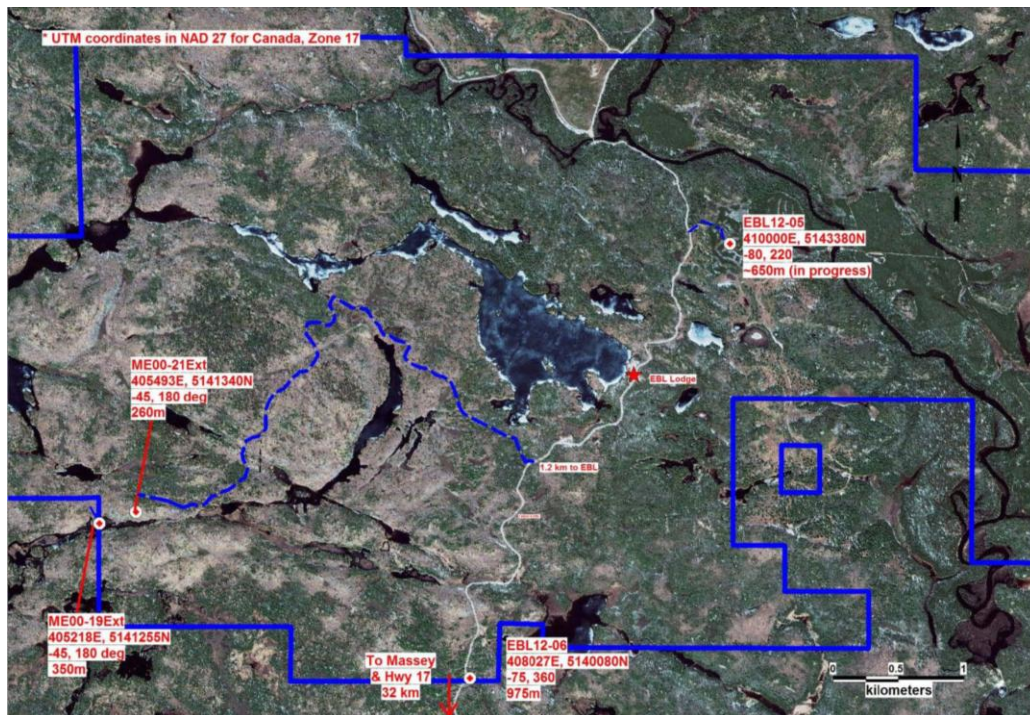 * UTM coordinates in NAD 27 for Canada, Zone 17
EBL12-05
410000E, 5143380N
-80, 220
~650m (in progress)
ME00-21Ext
405493E, 5141340N
-45, 180 deg
260m
EBL Lodge
1.2 km to EBL
ME00-19Ext
405218E, 5141255N
-45, 180 deg
350m
To Massey
& Hwy 17
32 km
EBL12-06
408027E, 5140080N
-75, 360
975m
0 0.5 1
kilometers